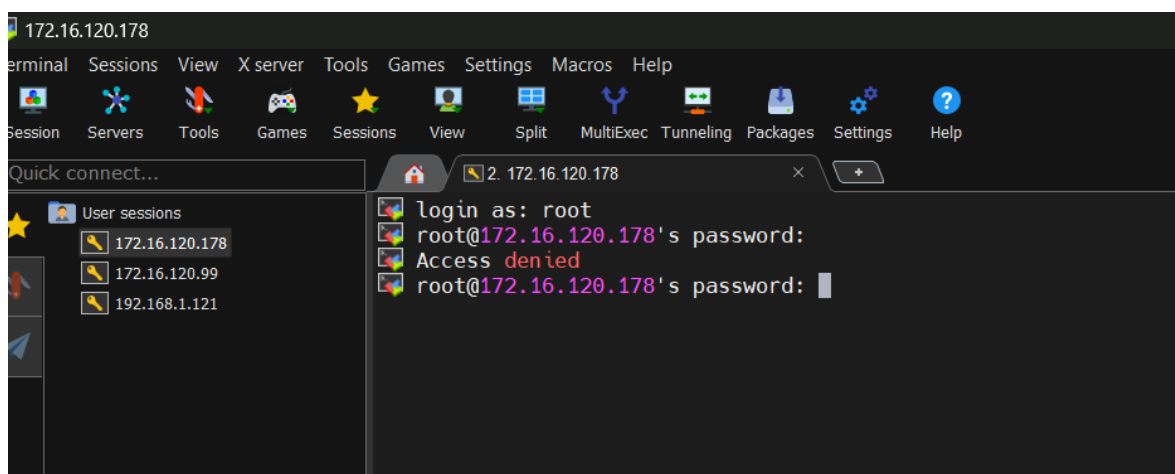 172.16.120.178
erminal Sessions View X server Tools Games Settings Macros Help
Session Servers Tools Games Sessions View Split MultiExec Tunneling Packages Settings Help
Quick connect...
2. 172.16.120.178
User sessions
172.16.120.178
172.16.120.99
192.168.1.121
login as: root
root@172.16.120.178's password:
Access denied
root@172.16.120.178's password: